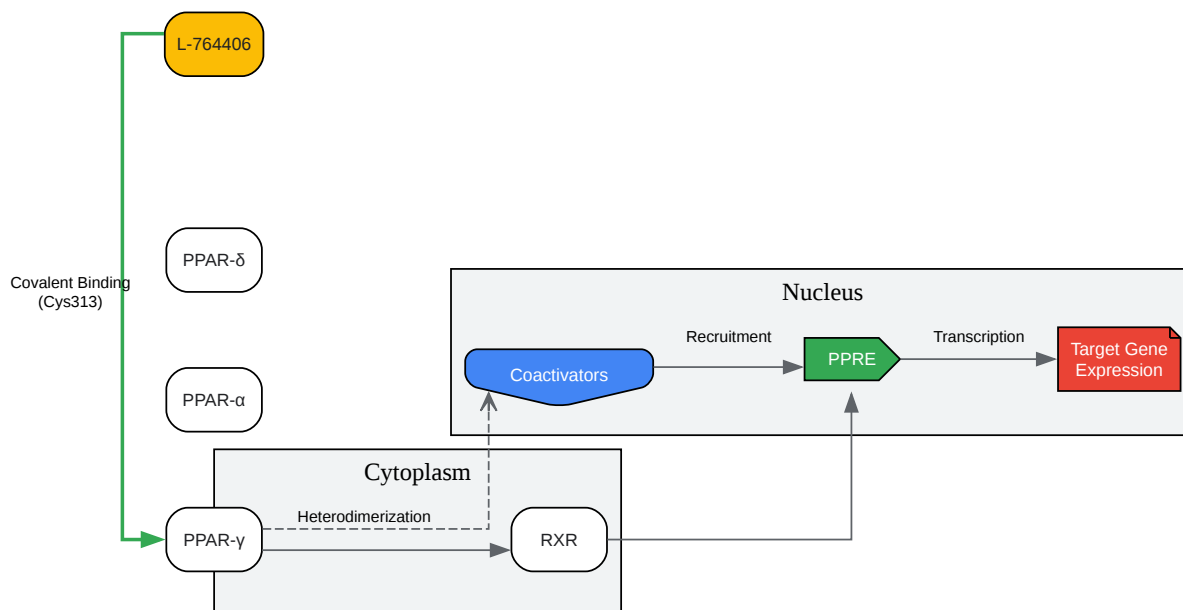 L-764406
PPAR-δ
Covalent Binding
(Cys313)
Nucleus
Recruitment
Transcription
Coactivators
PPRE
Target Gene
Expression
PPAR-α
Cytoplasm
Heterodimerization
PPAR-γ
RXR